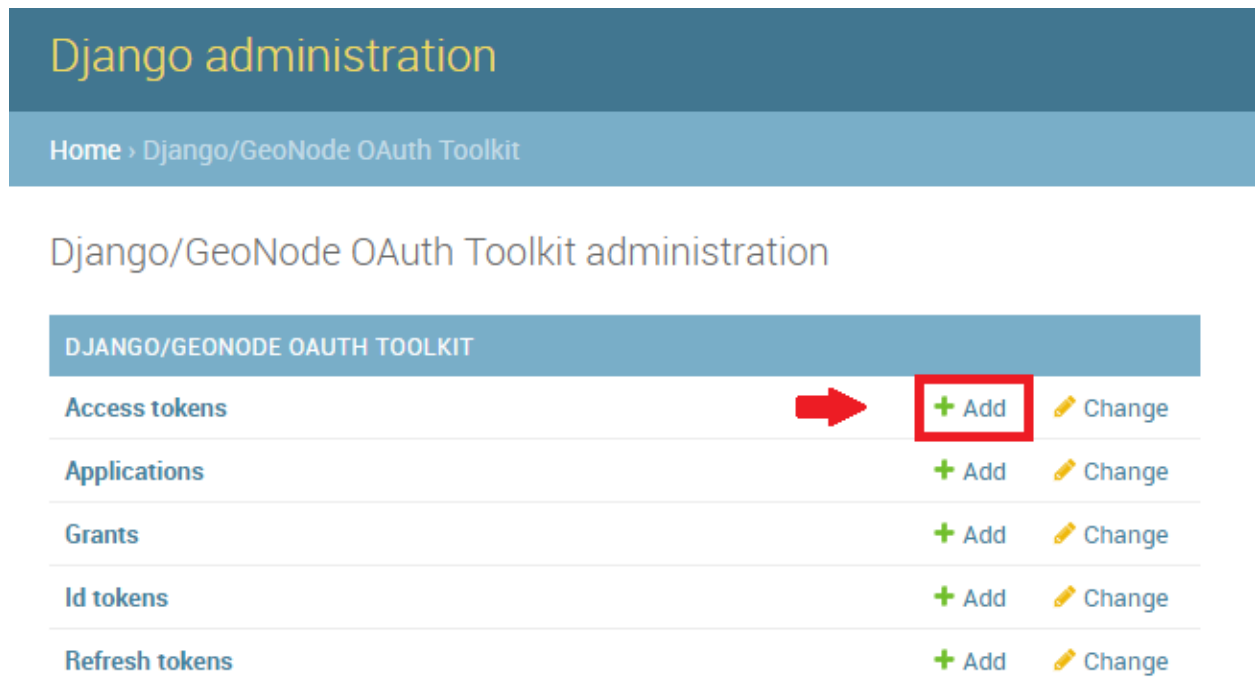 Django administration
Home › Django/GeoNode OAuth Toolkit
Django/GeoNode OAuth Toolkit administration
DJANGO/GEONODE OAUTH TOOLKIT
Access tokens Add Change
Applications Add Change
Grants Add Change
Id tokens Add Change
Refresh tokens Add Change